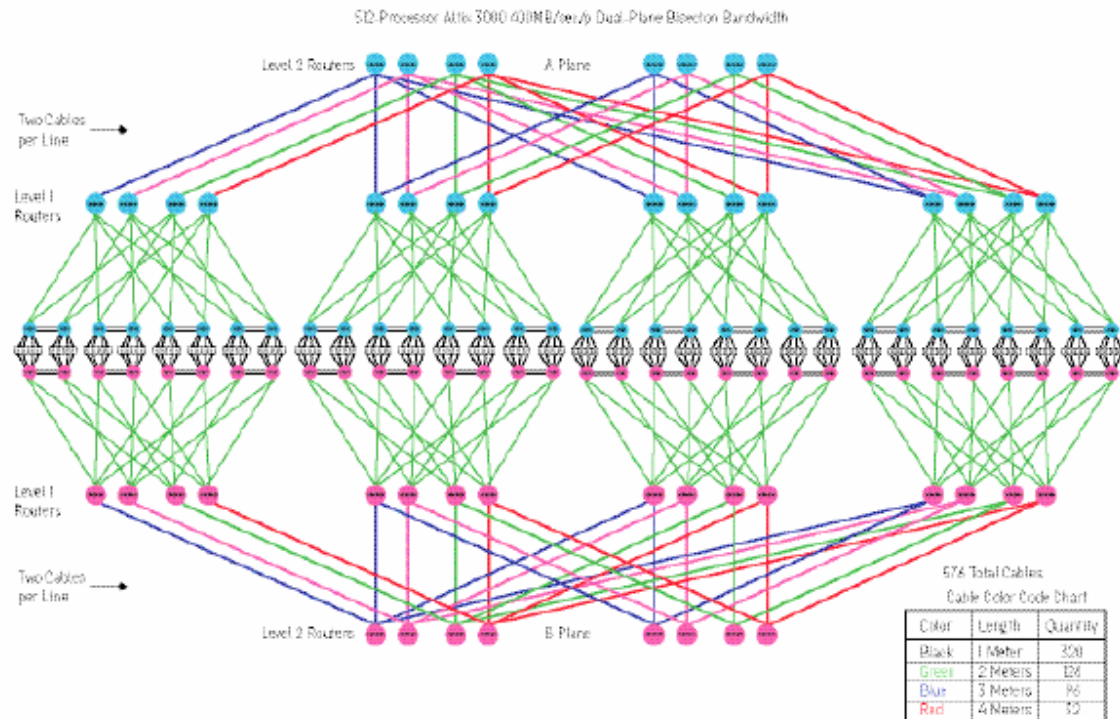 512-Processor Altix 3000 400MB/sec/p Dual-Plane Bisection Bandwidth
Level 2 Routers
A Plane
Two Cables
per Line
Level 1
Routers
Level 1
Routers
Two Cables
per Line
Level 2 Routers
B Plane
576 Total Cables
Cable Color Code Chart
Color Length Quantity
Black 1 Meter 320
Green 2 Meters
Blue 3 Meters 96
Red 4 Meters 32